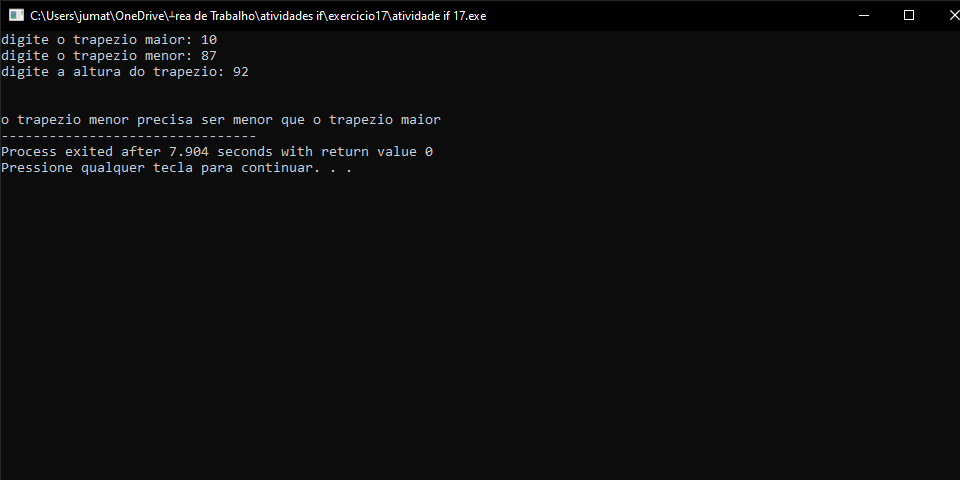 C:\Users\jumat\OneDrive\┴rea de Trabalho\atividades if\exercicio17\atividade if 17.exe
digite o trapezio maior: 10
digite o trapezio menor: 87
digite a altura do trapezio: 92
o trapezio menor precisa ser menor que o trapezio maior
--------------------------------
Process exited after 7.904 seconds with return value 0
Pressione qualquer tecla para continuar. . .